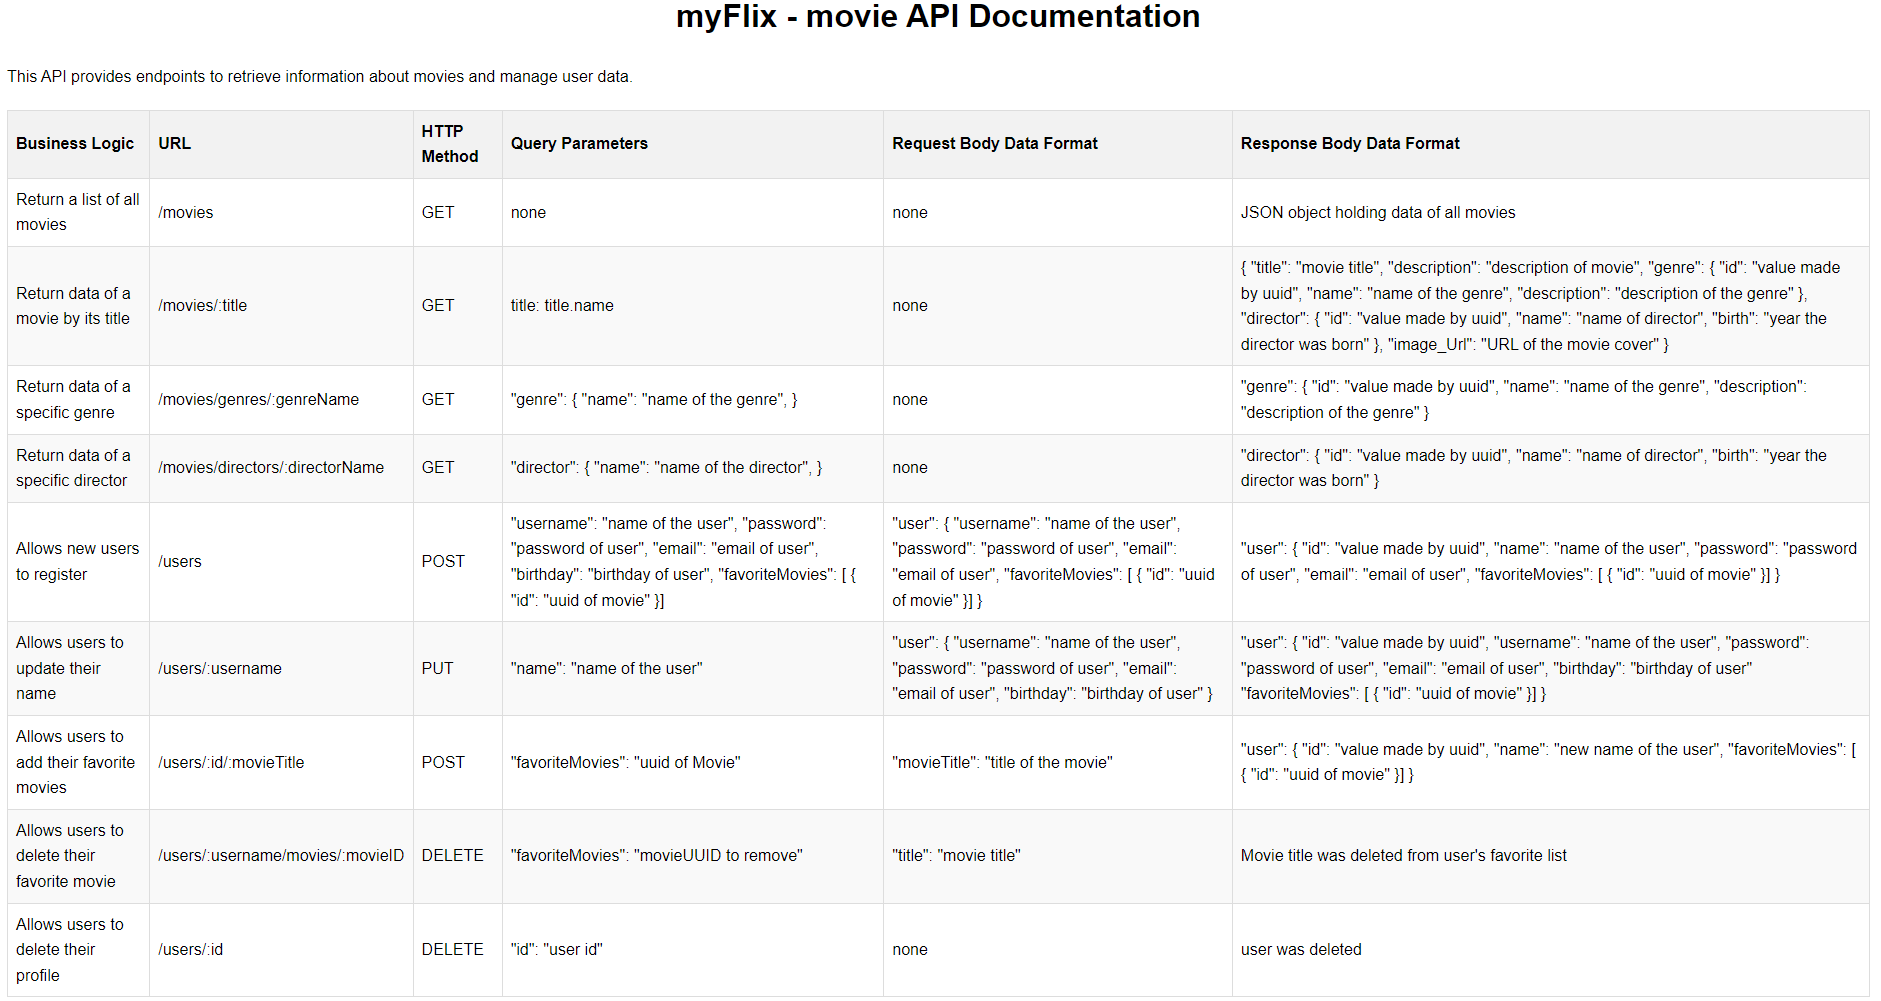 myFlix - movie API Documentation
This API provides endpoints to retrieve information about movies and manage user data.
Business Logic
URL
HTTP
Method
Query Parameters
Request Body Data Format
Response Body Data Format
Return a list of all
movies
/movies
GET
none
none
JSON object holding data of all movies
Return data of a
movie by its title
/movies/:title
GET
title: title.name
none
{ "title": "movie title", "description": "description of movie", "genre": { "id": "value made
by uuid", "name": "name of the genre", "description": "description of the genre" },
"director": { "id": "value made by uuid", "name": "name of director", "birth": "year the
director was born" }, "image_Url": "URL of the movie cover" }
Return data of a
specific genre
/movies/genres/:genreName
GET
"genre": { "name": "name of the genre", }
none
"genre": { "id": "value made by uuid", "name": "name of the genre", "description":
"description of the genre" }
Return data of a
specific director
/movies/directors/:directorName
GET
"director": { "name": "name of the director", }
none
"director": { "id": "value made by uuid", "name": "name of director", "birth": "year the
director was born" }
Allows new users
to register
/users
POST
"username": "name of the user", "password":
"password of user", "email": "email of user",
"birthday": "birthday of user", "favoriteMovies": [ {
"id": "uuid of movie" }]
"user": { "username": "name of the user",
"password": "password of user", "email":
"email of user", "favoriteMovies": [ { "id": "uuid
of movie" }] }
"user": { "id": "value made by uuid", "name": "name of the user", "password": "password
of user", "email": "email of user", "favoriteMovies": [ { "id": "uuid of movie" }] }
Allows users to
update their
name
/users/:username
PUT
"name": "name of the user"
"user": { "username": "name of the user",
"password": "password of user", "email":
"email of user", "birthday": "birthday of user" }
"user": { "id": "value made by uuid", "username": "name of the user", "password":
"password of user", "email": "email of user", "birthday": "birthday of user"
"favoriteMovies": [ { "id": "uuid of movie" }] }
Allows users to
add their favorite
movies
/users/:id/:movieTitle
POST
"favoriteMovies": "uuid of Movie"
"movieTitle": "title of the movie"
"user": { "id": "value made by uuid", "name": "new name of the user", "favoriteMovies": [
{ "id": "uuid of movie" }] }
Allows users to
delete their
favorite movie
/users/:username/movies/:movieID
DELETE
"favoriteMovies": "movieUUID to remove"
"title": "movie title"
Movie title was deleted from user's favorite list
Allows users to
delete their
profile
/users/:id
DELETE
"id": "user id"
none
user was deleted